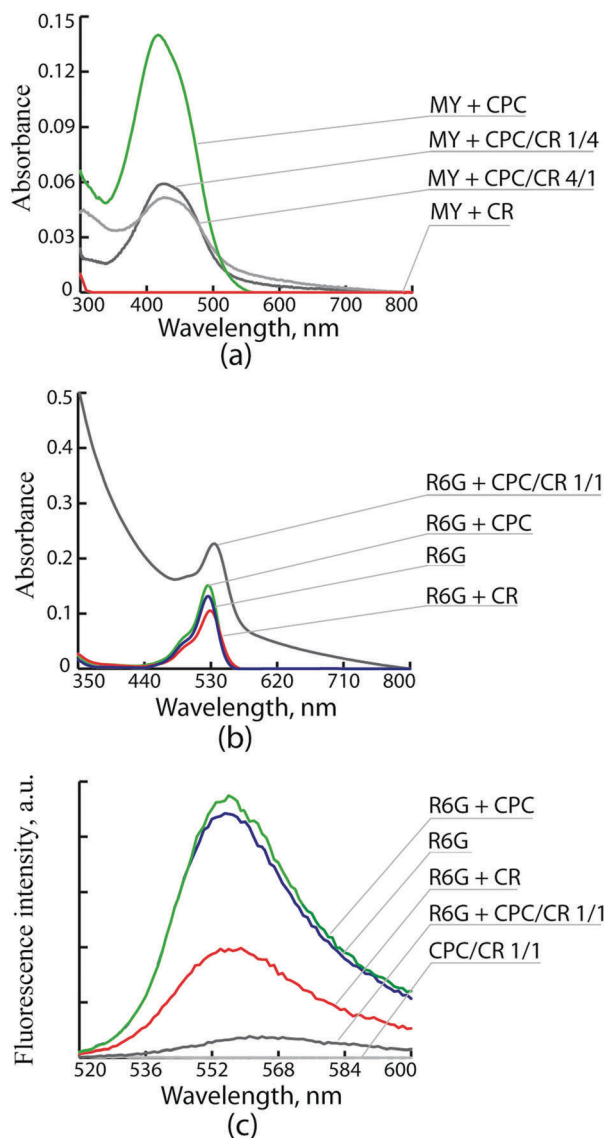 (a)
Absorbance
0.15
0.12
0.09
0.06
0.03
0
300 400 500 600 700 800
Wavelength, nm
MY + CPC
MY + CPC/CR 1/4
MY + CPC/CR 4/1
MY + CR
(a)
Absorbance
0.5
0.4
0.3
0.2
0.1
0
350 440 530 620 710 800
Wavelength, nm
R6G + CPC/CR 1/1
R6G + CPC
R6G
R6G + CR
(b)
Fluorescence intensity, a.u.
520 536 552 568 584 600
Wavelength, nm
R6G + CPC
R6G
R6G + CR
R6G + CPC/CR 1/1
CPC/CR 1/1
(c)